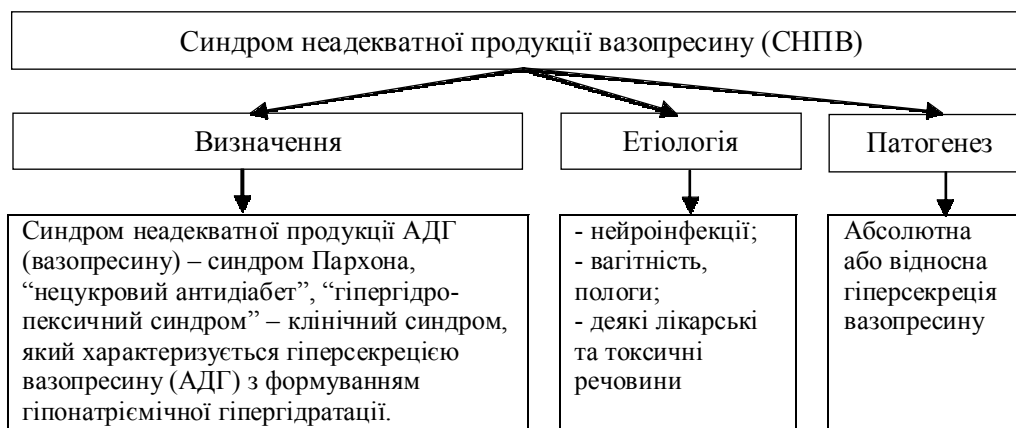 Синдром неадекватної продукції вазопресину (СНПВ)
Визначення
Етіологія
Патогенез
Синдром неадекватної продукції АДГ
(вазопресину) – синдром Пархона,
“нецукровий антидіабет”, “гіпергідро-
пексичний синдром” – клінічний синдром,
який характеризується гіперсекрецією
вазопресину (АДГ) з формуванням
гіпонатріємічної гіпергідратації.
- нейроінфекції;
- вагітність,
пологи;
- деякі лікарські
та токсичні
речовини
Абсолютна
або відносна
гіперсекреція
вазопресину